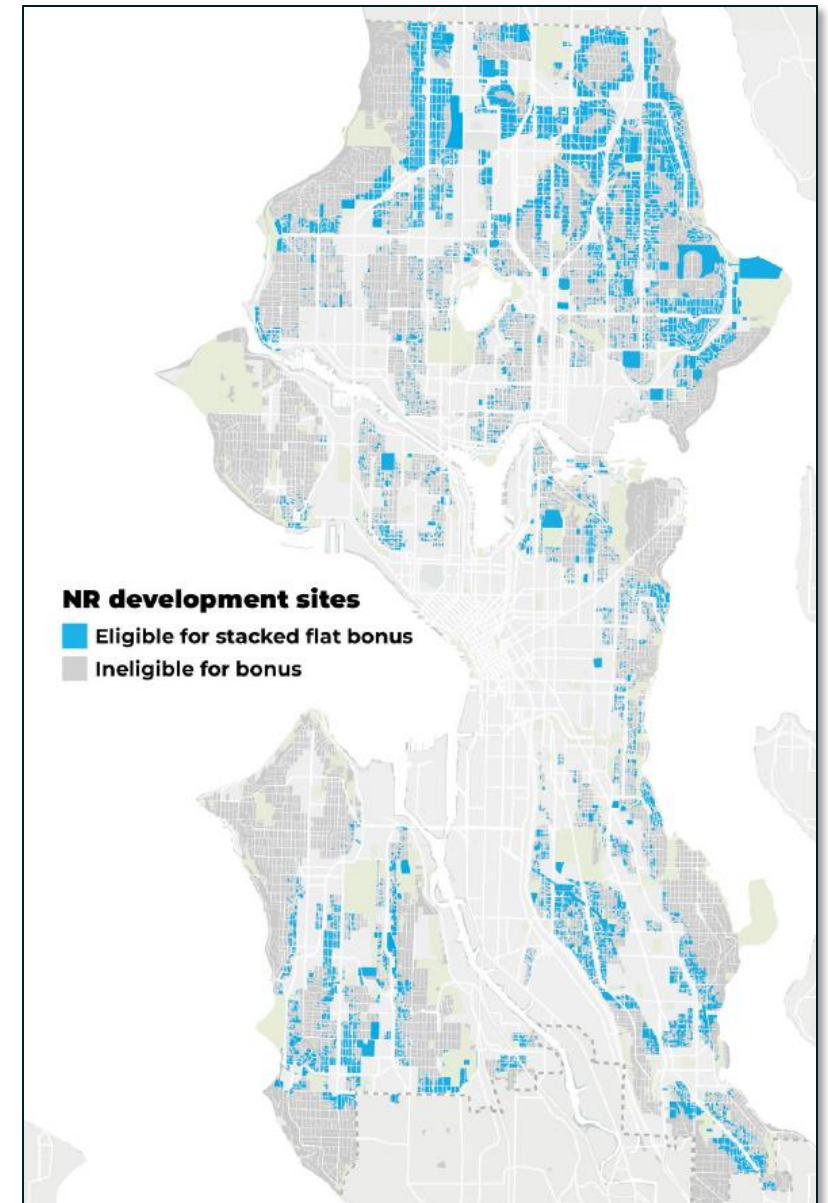 NR development sites
Eligible for stacked flat bonus
Ineligible for bonus